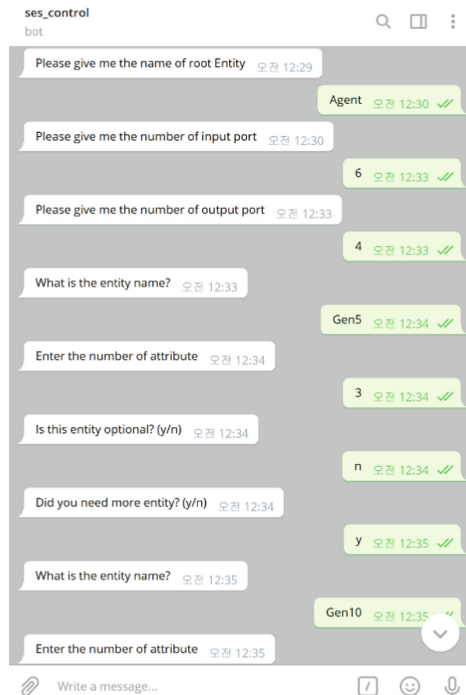 ses_control
bot
Please give me the name of root Entity 오전 12:29
Agent 오전 12:30
Please give me the number of input port 오전 12:30
6 오전 12:33
Please give me the number of output port 오전 12:33
4 오전 12:33
What is the entity name? 오전 12:33
Gen5 오전 12:34
Enter the number of attribute 오전 12:34
3 오전 12:34
Is this entity optional? (y/n) 오전 12:34
n 오전 12:34
Did you need more entity? (y/n) 오전 12:34
y 오전 12:35
What is the entity name? 오전 12:35
Gen10 오전 12:35
Enter the number of attribute 오전 12:35
Write a message...